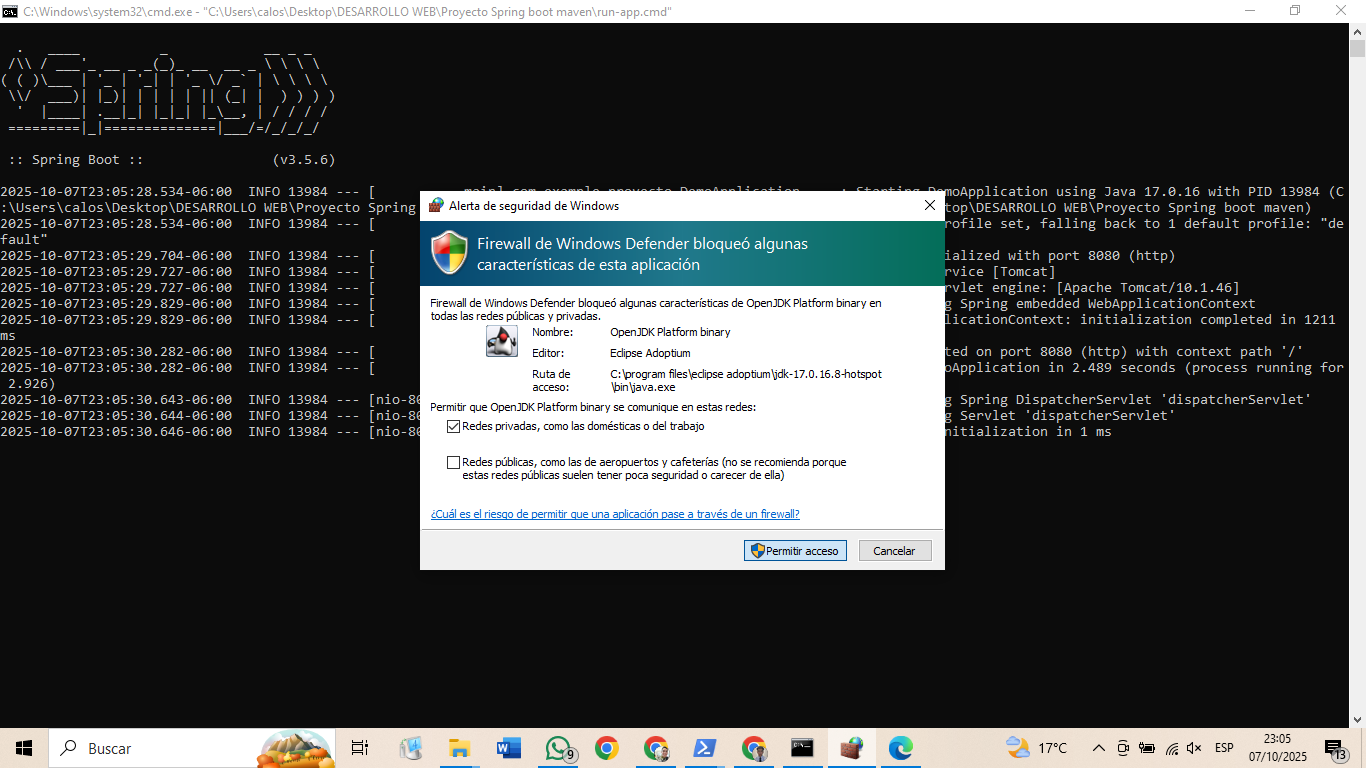 C:\Windows\system32\cmd.exe - "C:\Users\calos\Desktop\DESARROLLO WEB\Proyecto Spring boot maven\run-app.cmd"
:: Spring Boot :: (v3.5.6)
2025-10-07T23:05:28.534-06:00 INFO 13984 --- [ main] com.example.proyecto.DemoApplication : Starting DemoApplication using Java 17.0.16 with PID 13984 (C
:\Users\calos\Desktop\DESARROLLO WEB\Proyecto Spring top\DESARROLLO WEB\Proyecto Spring boot maven)
2025-10-07T23:05:28.534-06:00 INFO 13984 --- [ rofile set, falling back to 1 default profile: "de
fault"
2025-10-07T23:05:29.704-06:00 INFO 13984 --- [ ialized with port 8080 (http)
2025-10-07T23:05:29.727-06:00 INFO 13984 --- [ rvice [Tomcat]
2025-10-07T23:05:29.727-06:00 INFO 13984 --- [ rvlet engine: [Apache Tomcat/10.1.46]
2025-10-07T23:05:29.829-06:00 INFO 13984 --- [ g Spring embedded WebApplicationContext
2025-10-07T23:05:29.829-06:00 INFO 13984 --- [ licationContext: initialization completed in 1211
ms
2025-10-07T23:05:30.282-06:00 INFO 13984 --- [ ted on port 8080 (http) with context path '/'
2025-10-07T23:05:30.282-06:00 INFO 13984 --- [ oApplication in 2.489 seconds (process running for
2.926)
2025-10-07T23:05:30.643-06:00 INFO 13984 --- [nio-80 g Spring DispatcherServlet 'dispatcherServlet'
2025-10-07T23:05:30.644-06:00 INFO 13984 --- [nio-80 g Servlet 'dispatcherServlet'
2025-10-07T23:05:30.646-06:00 INFO 13984 --- [nio-80 nitialization in 1 ms
Alerta de seguridad de Windows
Firewall de Windows Defender bloqueó algunas
características de esta aplicación
Firewall de Windows Defender bloqueó algunas características de OpenJDK Platform binary en
todas las redes públicas y privadas.
Nombre: OpenJDK Platform binary
Editor: Eclipse Adoptium
Ruta de C:\program files\eclipse adoptium\jdk-17.0.16.8-hotspot
acceso: \bin\java.exe
Permitir que OpenJDK Platform binary se comunique en estas redes:
Redes privadas, como las domésticas o del trabajo
Redes públicas, como las de aeropuertos y cafeterías (no se recomienda porque
estas redes públicas suelen tener poca seguridad o carecer de ella)
¿Cuál es el riesgo de permitir que una aplicación pase a través de un firewall?
Permitir acceso
Cancelar
Buscar
9
17°C
ESP
23:05
07/10/2025
13